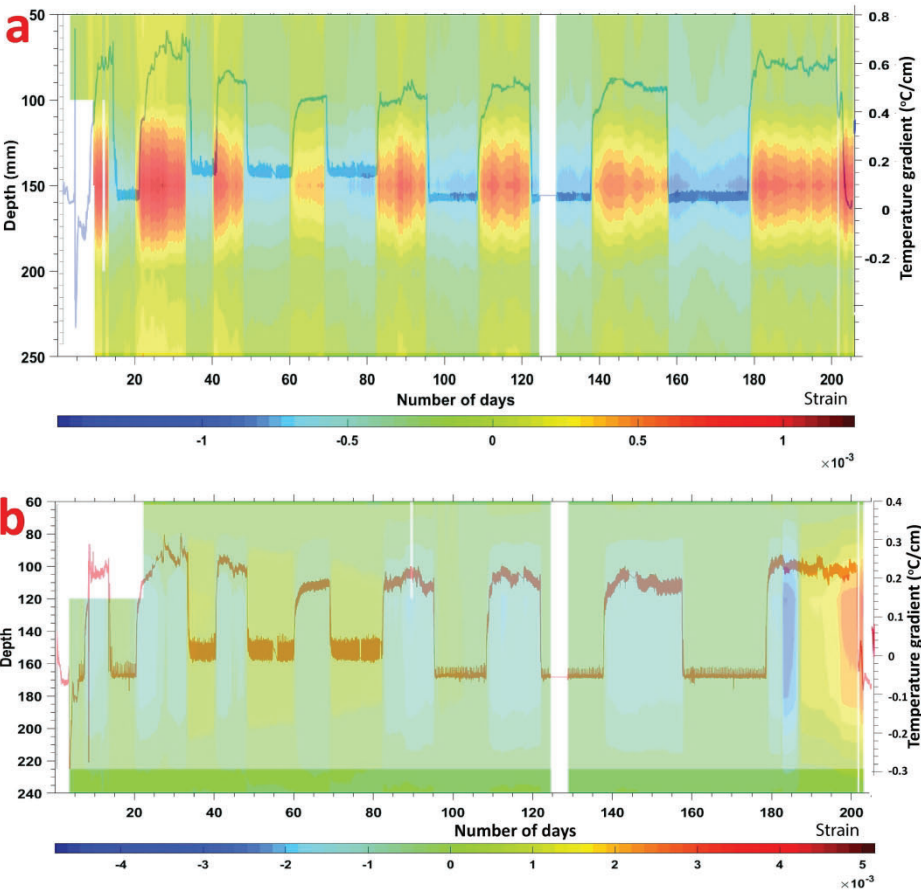 a
50
100
150
200
250
Depth (mm)
0.8
0.6
0.4
0.2
0
-0.2
Temperature gradient (°C/cm)
20 40 60 80 100 120 140 160 180 200
Number of days
Strain
-1 -0.5 0 0.5 1
×10⁻³
b
60
80
100
120
140
160
180
200
220
240
Depth
0.4
0.3
0.2
0.1
0
-0.1
-0.2
-0.3
Temperature gradient (°C/cm)
20 40 60 80 100 120 140 160 180 200
Number of days
Strain
-4 -3 -2 -1 0 1 2 3 4 5
×10⁻³